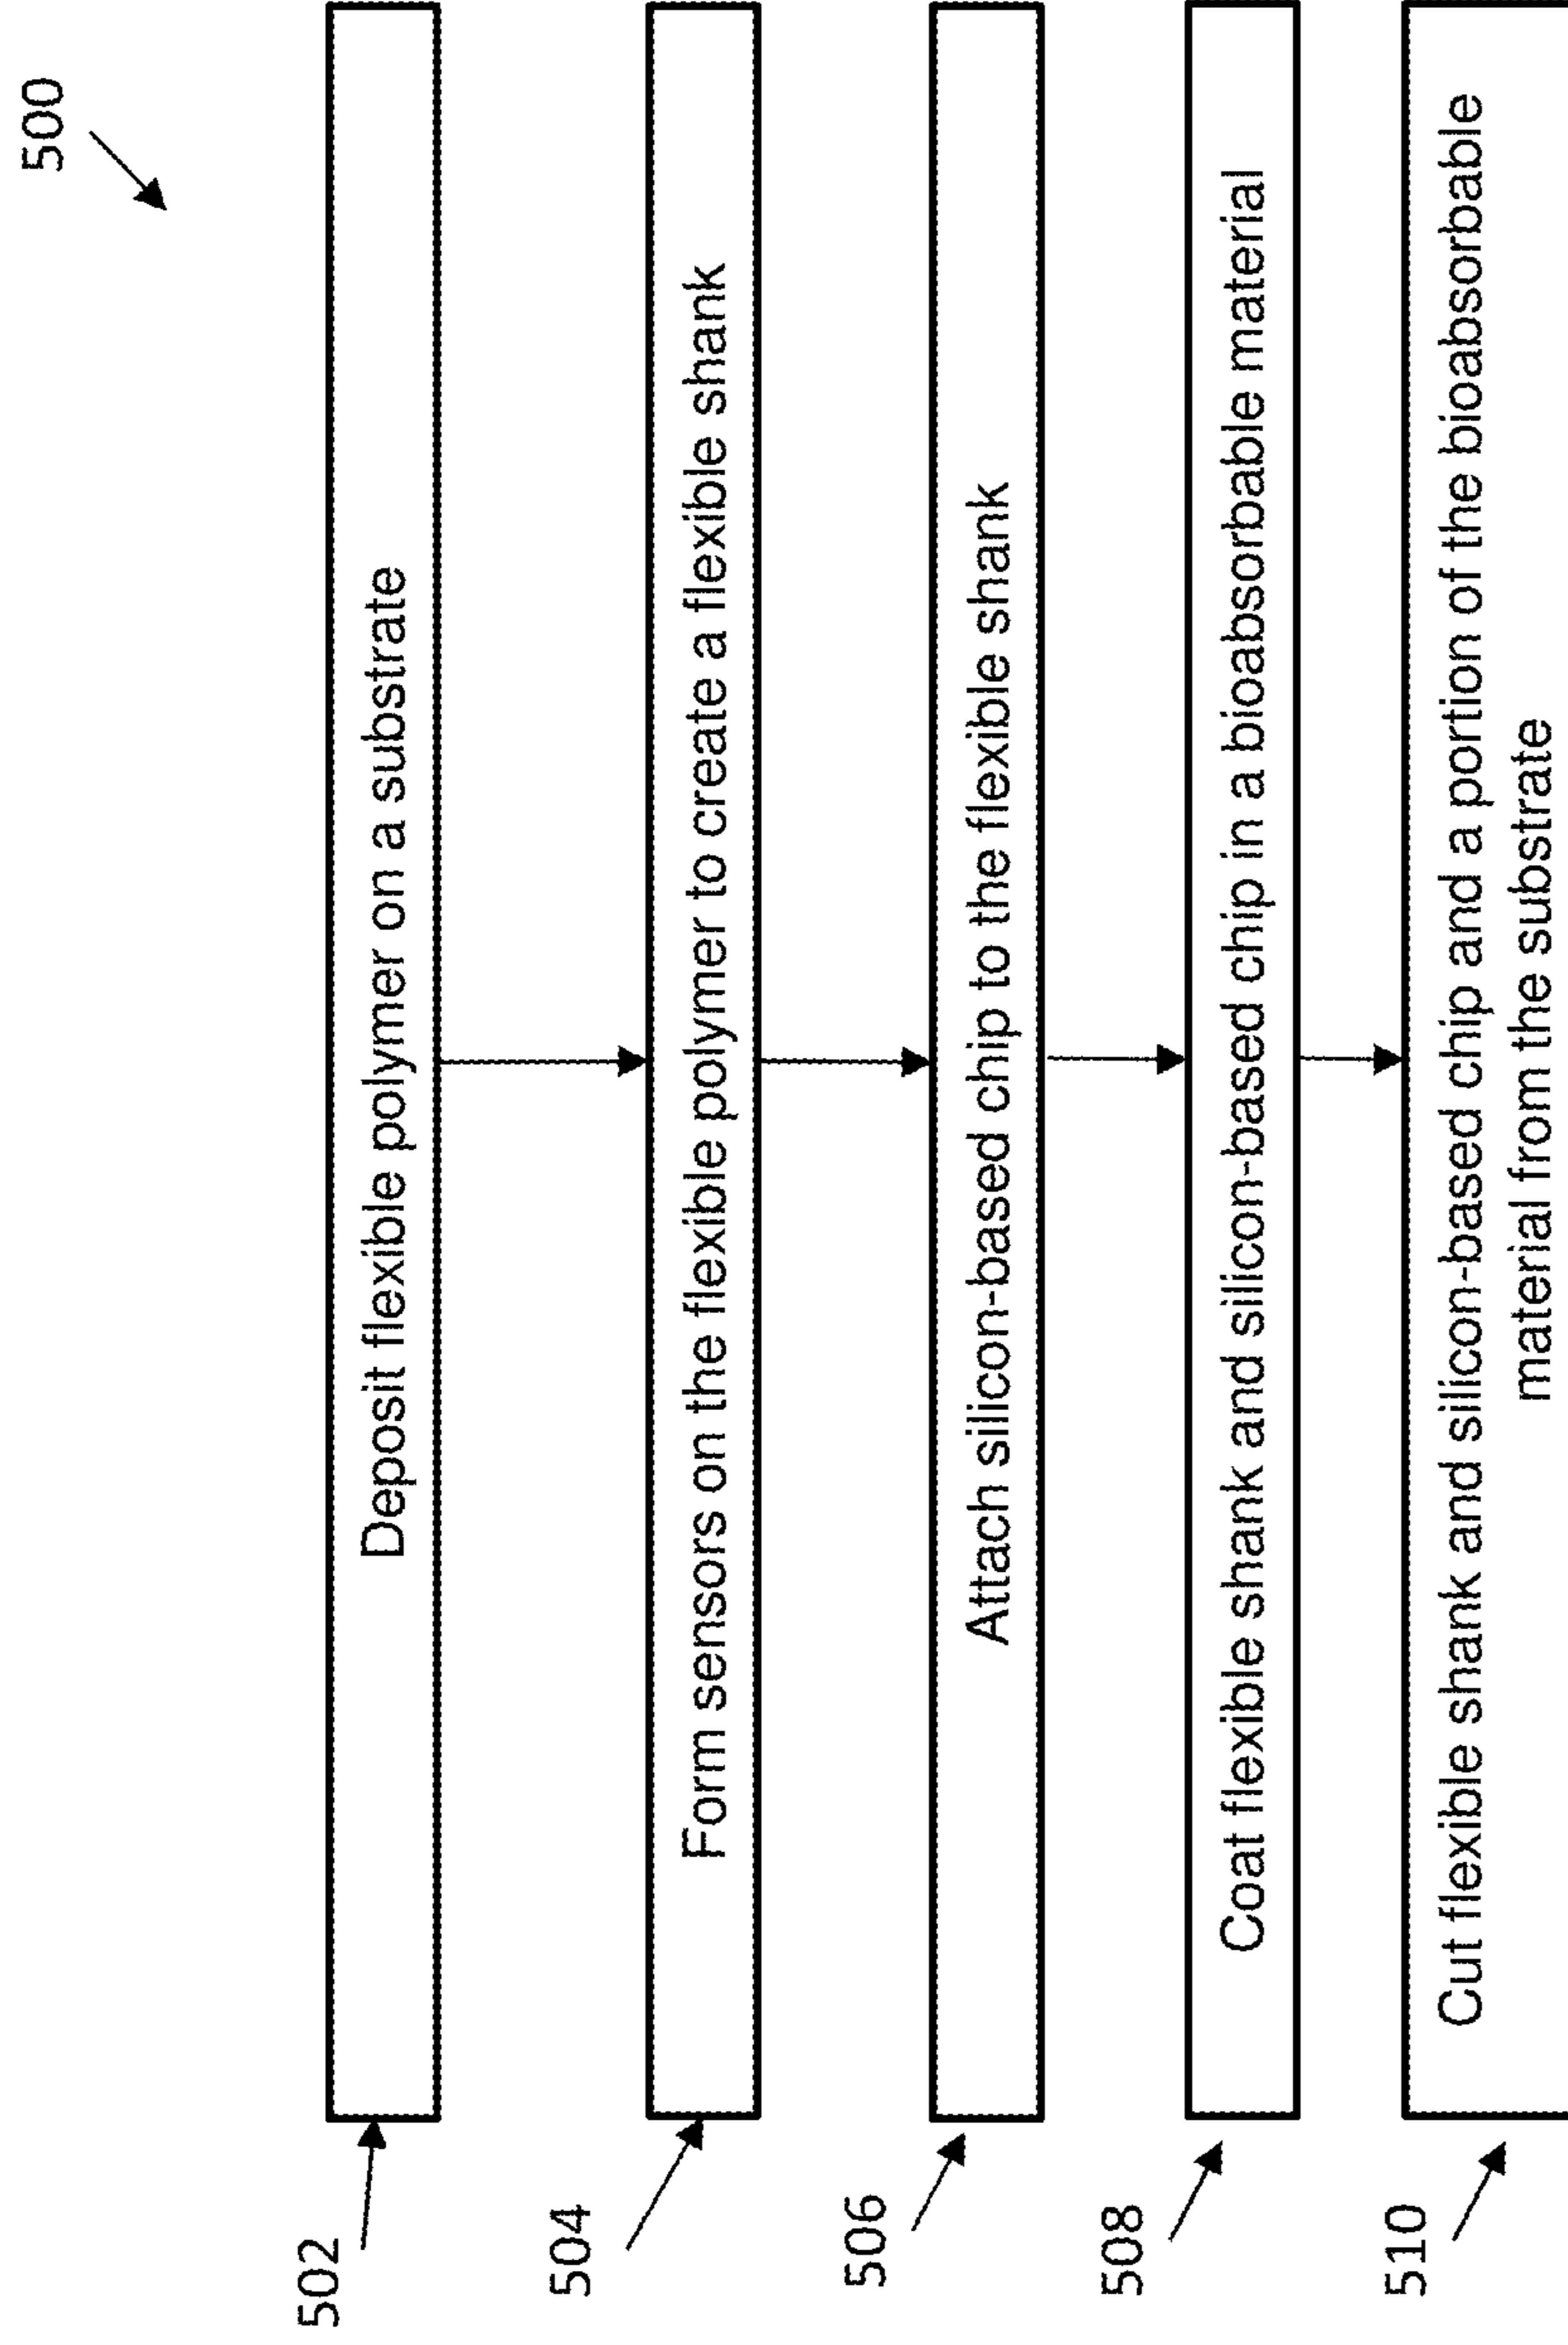 500
502
Deposit flexible polymer on a substrate
504
Form sensors on the flexible polymer to create a flexible shank
506
Attach silicon-based chip to the flexible shank
508
Coat flexible shank and silicon-based chip in a bioabsorbable material
510
Cut flexible shank and silicon-based chip and a portion of the bioabsorbable
material from the substrate